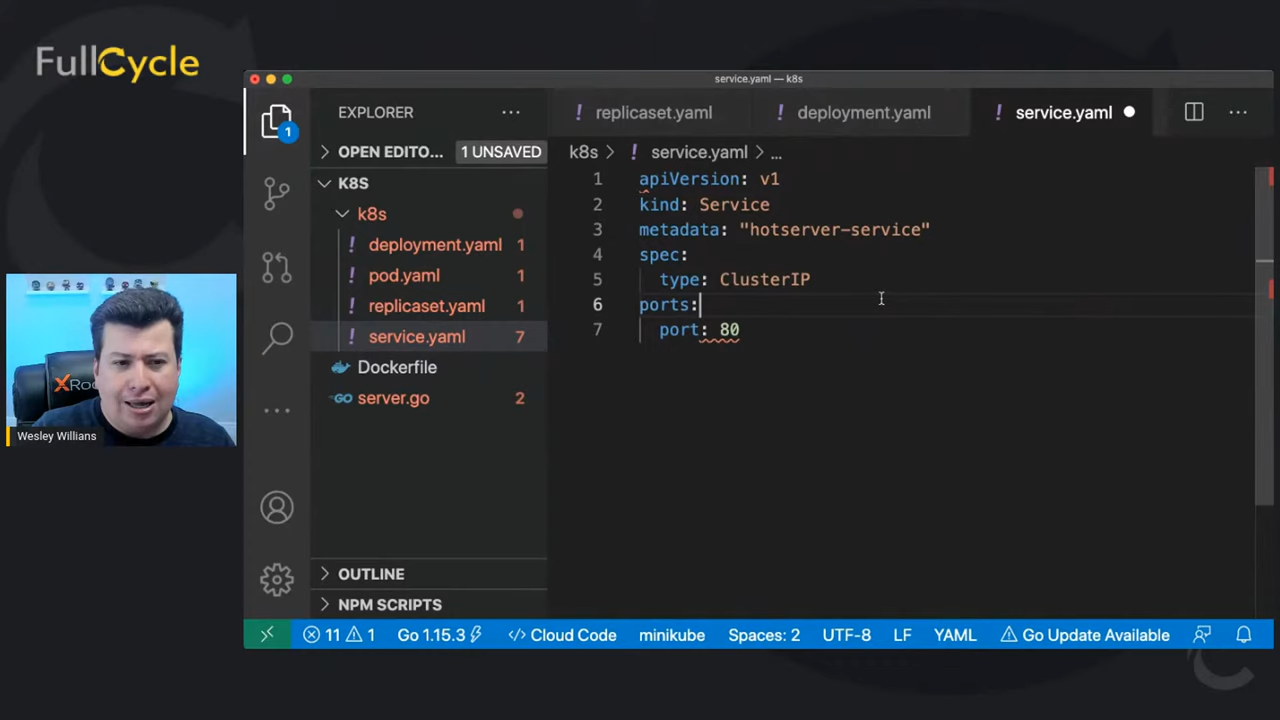 FullCycle
service.yaml — k8s
EXPLORER ...
! replicaset.yaml
! deployment.yaml
! service.yaml ●
...
OPEN EDITO... 1 UNSAVED
k8s > ! service.yaml > ...
1
K8S
k8s
! deployment.yaml 1
! pod.yaml 1
! replicaset.yaml 1
! service.yaml 7
Dockerfile
GO server.go 2
1 apiVersion: v1
2 kind: Service
3 metadata: "hotserver-service"
4 spec:
5 type: ClusterIP
6 ports:
7 port: 80
XRoc
Wesley Willians
OUTLINE
NPM SCRIPTS
11 1 Go 1.15.3 </> Cloud Code minikube Spaces: 2 UTF-8 LF YAML Go Update Available